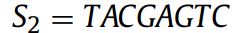 S₂ = TACGAGTC